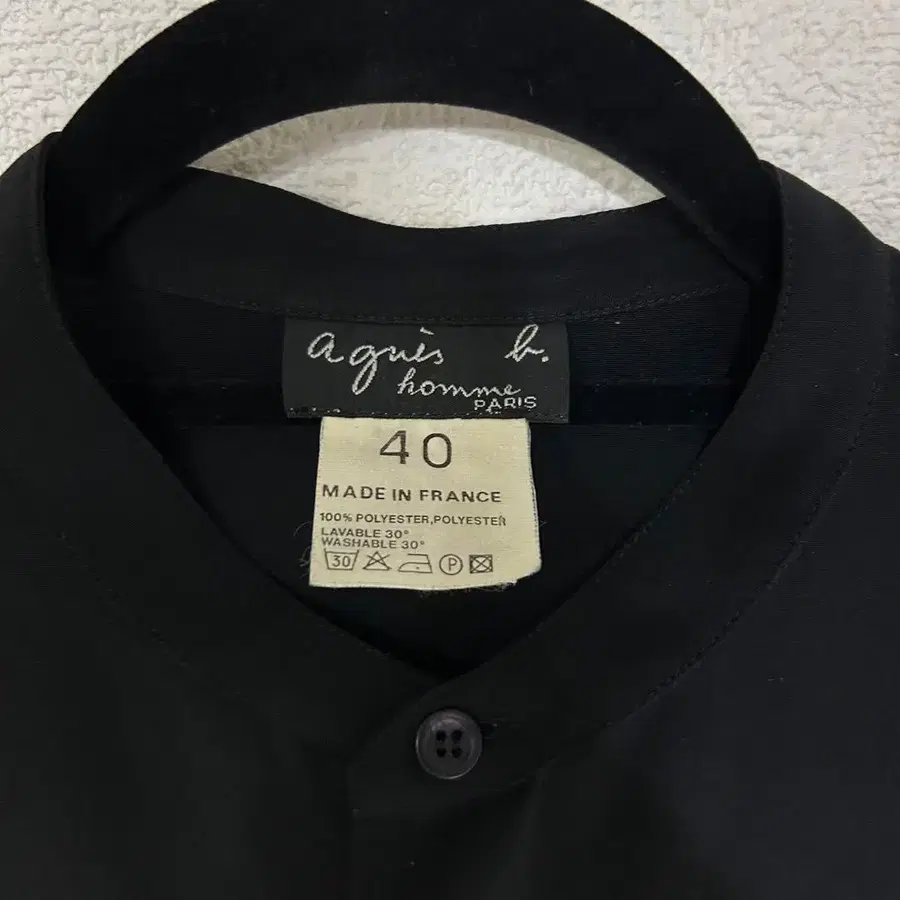 agnès b.
homme
PARIS
40
MADE IN FRANCE
100% POLYESTER,POLYESTER
LAVABLE 30°
WASHABLE 30°
30 P